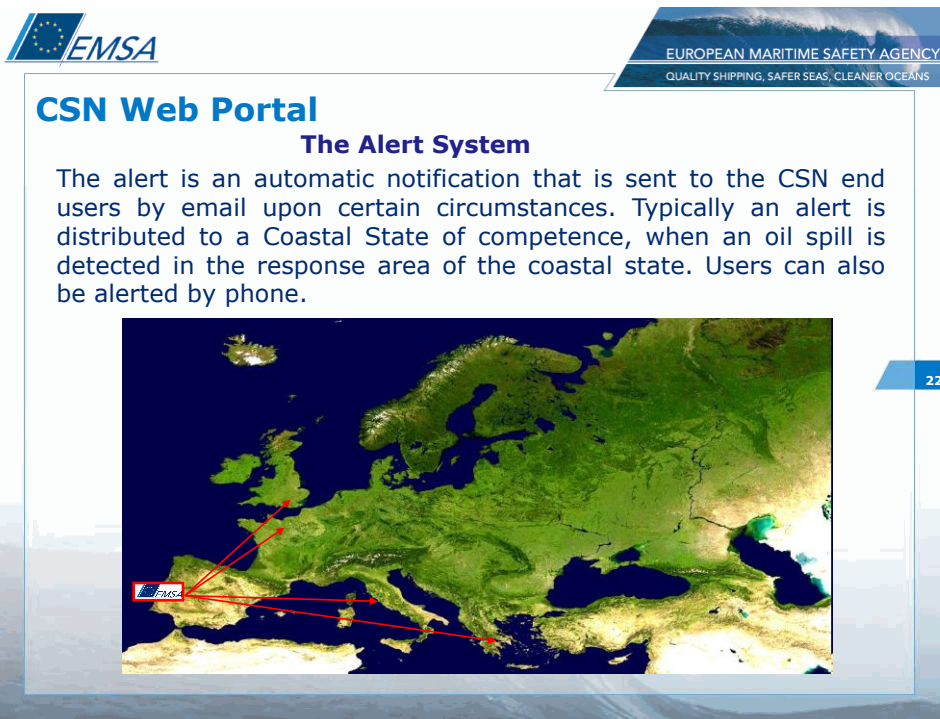 EMSA
EUROPEAN MARITIME SAFETY AGENCY
QUALITY SHIPPING, SAFER SEAS, CLEANER OCEANS
CSN Web Portal
The Alert System
The alert is an automatic notification that is sent to the CSN end
users by email upon certain circumstances. Typically an alert is
distributed to a Coastal State of competence, when an oil spill is
detected in the response area of the coastal state. Users can also
be alerted by phone.
22
EMSA